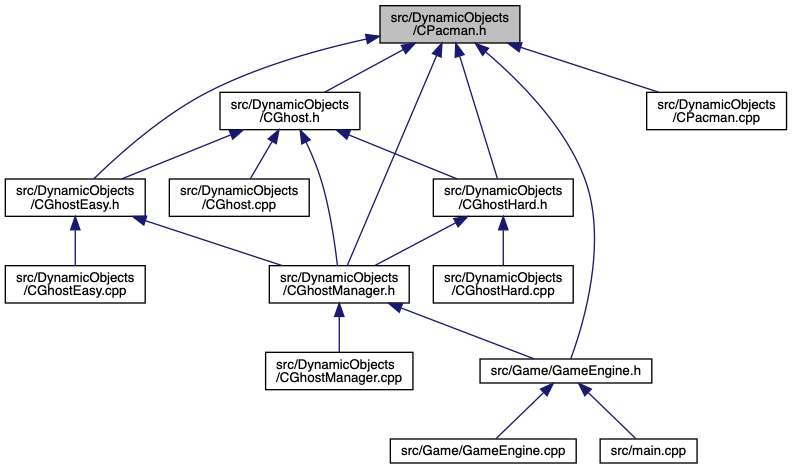 src/DynamicObjects
/CPacman.h
src/DynamicObjects
/CGhost.h
src/DynamicObjects
/CPacman.cpp
src/DynamicObjects
/CGhostEasy.h
src/DynamicObjects
/CGhost.cpp
src/DynamicObjects
/CGhostHard.h
src/DynamicObjects
/CGhostEasy.cpp
src/DynamicObjects
/CGhostManager.h
src/DynamicObjects
/CGhostHard.cpp
src/DynamicObjects
/CGhostManager.cpp
src/Game/GameEngine.h
src/Game/GameEngine.cpp
src/main.cpp